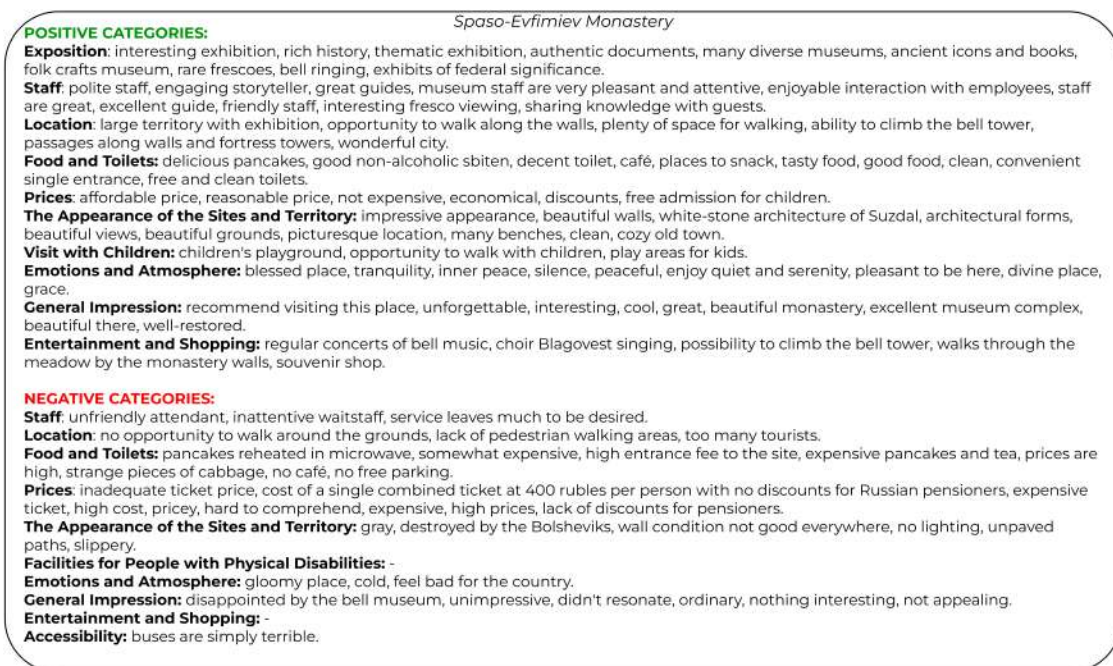 Spaso-Evfimiev Monastery
POSITIVE CATEGORIES:
Exposition: interesting exhibition, rich history, thematic exhibition, authentic documents, many diverse museums, ancient icons and books,
folk crafts museum, rare frescoes, bell ringing, exhibits of federal significance.
Staff: polite staff, engaging storyteller, great guides, museum staff are very pleasant and attentive, enjoyable interaction with employees, staff
are great, excellent guide, friendly staff, interesting fresco viewing, sharing knowledge with guests.
Location: large territory with exhibition, opportunity to walk along the walls, plenty of space for walking, ability to climb the bell tower,
passages along walls and fortress towers, wonderful city.
Food and Toilets: delicious pancakes, good non-alcoholic sbiten, decent toilet, café, places to snack, tasty food, good food, clean, convenient
single entrance, free and clean toilets.
Prices: affordable price, reasonable price, not expensive, economical, discounts, free admission for children.
The Appearance of the Sites and Territory: impressive appearance, beautiful walls, white-stone architecture of Suzdal, architectural forms,
beautiful views, beautiful grounds, picturesque location, many benches, clean, cozy old town.
Visit with Children: children's playground, opportunity to walk with children, play areas for kids.
Emotions and Atmosphere: blessed place, tranquility, inner peace, silence, peaceful, enjoy quiet and serenity, pleasant to be here, divine place,
grace.
General Impression: recommend visiting this place, unforgettable, interesting, cool, great, beautiful monastery, excellent museum complex,
beautiful there, well-restored.
Entertainment and Shopping: regular concerts of bell music, choir Blagovest singing, possibility to climb the bell tower, walks through the
meadow by the monastery walls, souvenir shop.
NEGATIVE CATEGORIES:
Staff: unfriendly attendant, inattentive waitstaff, service leaves much to be desired.
Location: no opportunity to walk around the grounds, lack of pedestrian walking areas, too many tourists.
Food and Toilets: pancakes reheated in microwave, somewhat expensive, high entrance fee to the site, expensive pancakes and tea, prices are
high, strange pieces of cabbage, no café, no free parking.
Prices: inadequate ticket price, cost of a single combined ticket at 400 rubles per person with no discounts for Russian pensioners, expensive
ticket, high cost, pricey, hard to comprehend, expensive, high prices, lack of discounts for pensioners.
The Appearance of the Sites and Territory: gray, destroyed by the Bolsheviks, wall condition not good everywhere, no lighting, unpaved
paths, slippery.
Facilities for People with Physical Disabilities: -
Emotions and Atmosphere: gloomy place, cold, feel bad for the country.
General Impression: disappointed by the bell museum, unimpressive, didn't resonate, ordinary, nothing interesting, not appealing.
Entertainment and Shopping: -
Accessibility: buses are simply terrible.